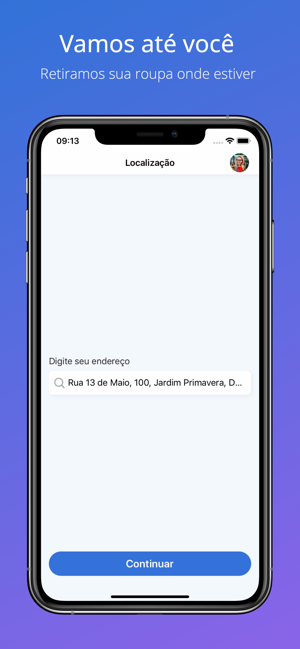 Vamos até você
Retiramos sua roupa onde estiver
09:13
Localização
Digite seu endereço
Rua 13 de Maio, 100, Jardim Primavera, D...
Continuar